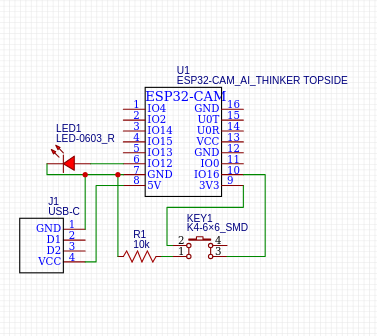 U1
ESP32-CAM_AI_THINKER TOPSIDE
ESP32-CAM
1 IO4 GND 16
2 IO2 U0T 15
3 IO14 U0R 14
4 IO15 VCC 13
5 IO13 GND 12
6 IO12 IO0 11
7 GND IO16 10
8 5V 3V3 9
LED1
LED-0603_R
J1
USB-C
GND 1
D1 2
D2 3
VCC 4
R1
10k
KEY1
K4-6×6_SMD
2 4
1 3